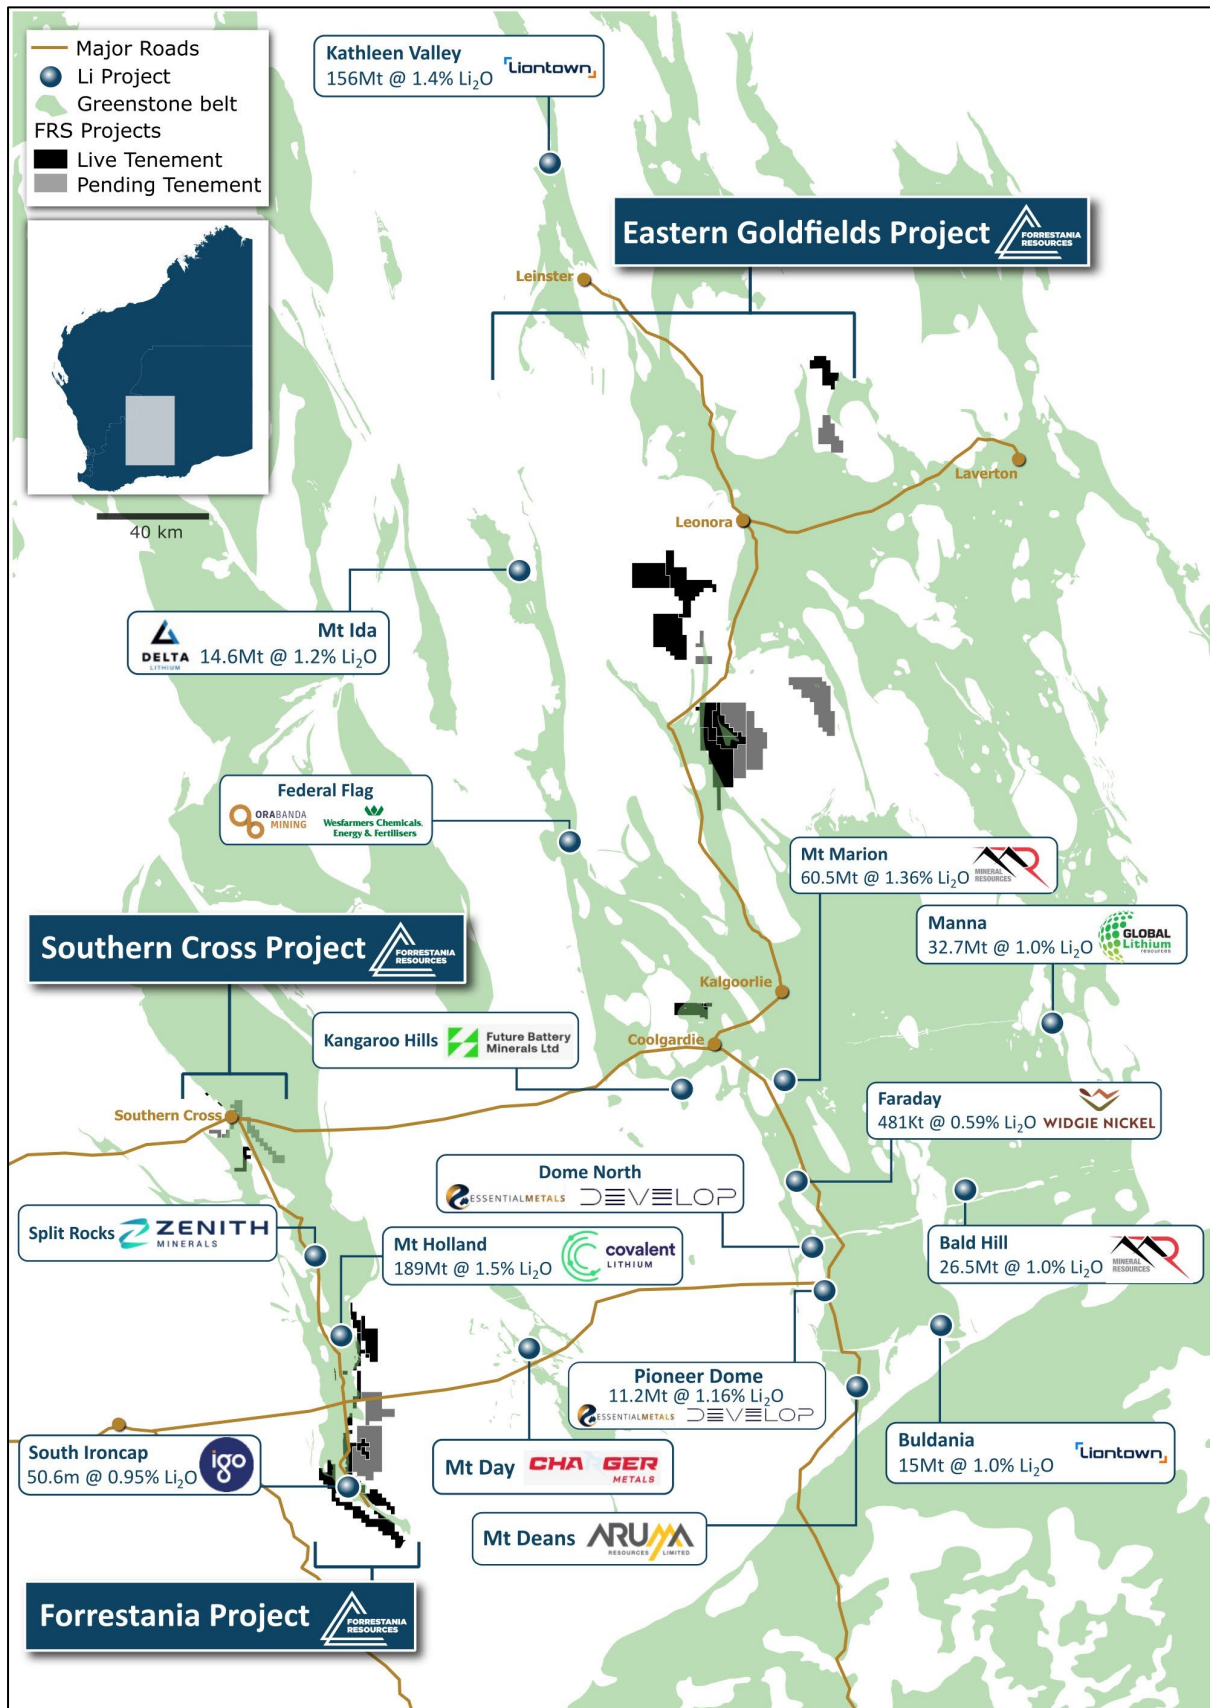 Major Roads
Li Project
Greenstone belt
FRS Projects
Live Tenement
Pending Tenement
40 km
Kathleen Valley
156Mt @ 1.4% Li₂O
Liontown
Eastern Goldfields Project
FORRESTANIA
RESOURCES
Leinster
Laverton
Leonora
Mt Ida
DELTA
LITHIUM
14.6Mt @ 1.2% Li₂O
Federal Flag
ORABANDA
MINING
Wesfarmers Chemicals,
Energy & Fertilisers
Mt Marion
60.5Mt @ 1.36% Li₂O
MINERAL
RESOURCES
Manna
32.7Mt @ 1.0% Li₂O
GLOBAL
Lithium
resources
Southern Cross Project
FORRESTANIA
RESOURCES
Kalgoorlie
Kangaroo Hills
Future Battery
Minerals Ltd
Coolgardie
Southern Cross
Faraday
481Kt @ 0.59% Li₂O
WIDGIE NICKEL
Dome North
ESSENTIALMETALS
DEVELOP
Split Rocks
ZENITH
MINERALS
Mt Holland
189Mt @ 1.5% Li₂O
covalent
LITHIUM
Bald Hill
26.5Mt @ 1.0% Li₂O
MINERAL
RESOURCES
Pioneer Dome
11.2Mt @ 1.16% Li₂O
ESSENTIALMETALS
DEVELOP
South Ironcap
50.6m @ 0.95% Li₂O
igo
Mt Day
CHARGER
METALS
Buldania
15Mt @ 1.0% Li₂O
Liontown
Mt Deans
ARUMA
RESOURCES LIMITED
Forrestania Project
FORRESTANIA
RESOURCES